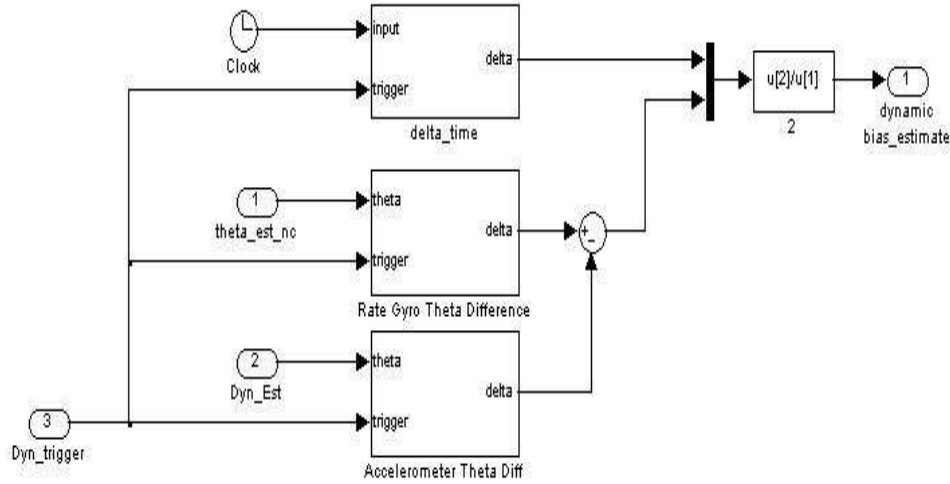 Clock
input
trigger
delta
delta_time
u[2]/u[1]
2
1
dynamic
bias_estimate
1
theta_est_nc
theta
trigger
delta
Rate Gyro Theta Difference
+
-
2
Dyn_Est
theta
trigger
delta
Accelerometer Theta Diff
3
Dyn_trigger